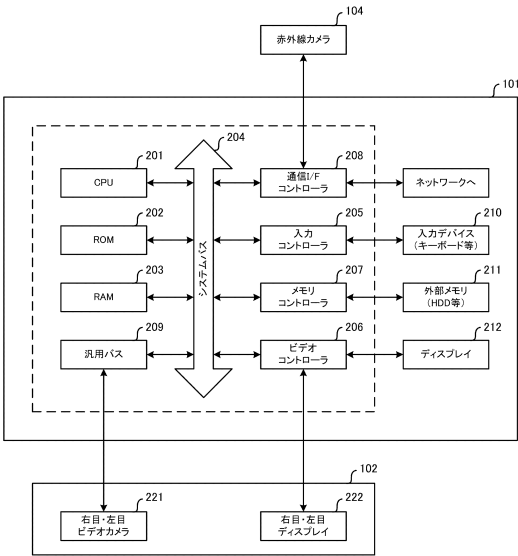 104
赤外線カメラ
101
204
201
CPU
208
通信I/F
コントローラ
ネットワークへ
202
ROM
205
入力
コントローラ
210
入力デバイス
(キーボード等)
システムバス
203
RAM
207
メモリ
コントローラ
211
外部メモリ
(HDD等)
209
汎用バス
206
ビデオ
コントローラ
212
ディスプレイ
102
221
右目・左目
ビデオカメラ
222
右目・左目
ディスプレイ